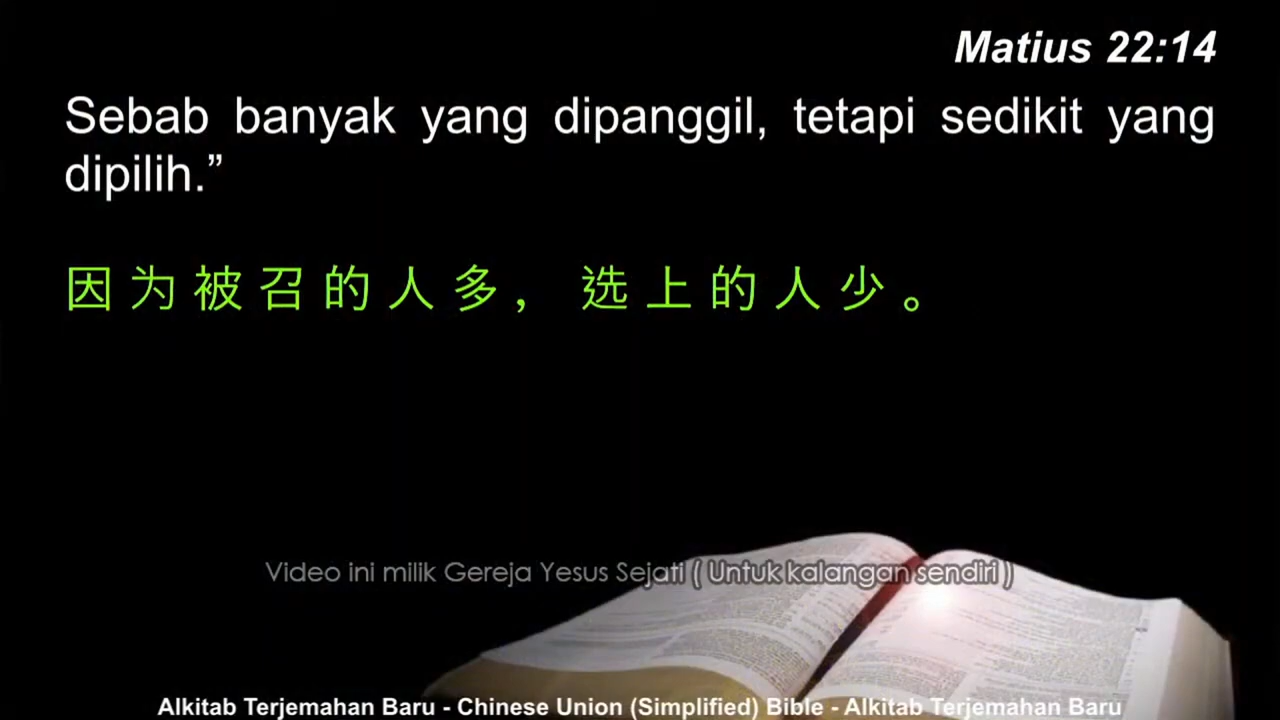 Matius 22:14
Sebab banyak yang dipanggil, tetapi sedikit yang
dipilih.”
因为被召的人多，选上的人少。
Video ini milik Gereja Yesus Sejati ( Untuk kalangan sendiri )
Alkitab Terjemahan Baru - Chinese Union (Simplified) Bible - Alkitab Terjemahan Baru